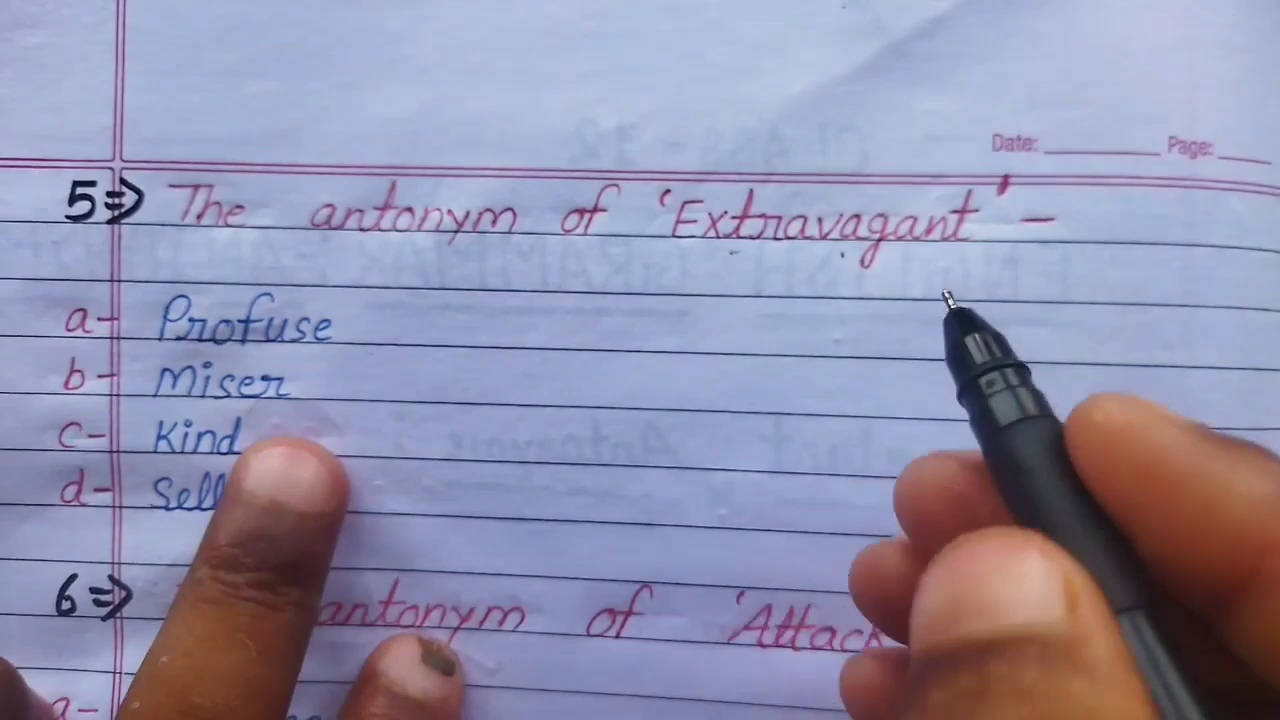 Date: Page:
5⇒ The antonym of 'Extravagant' -
a- Profuse
b- Miser
c- Kind
d- Sell
6⇒ antonym of 'Attack
a-